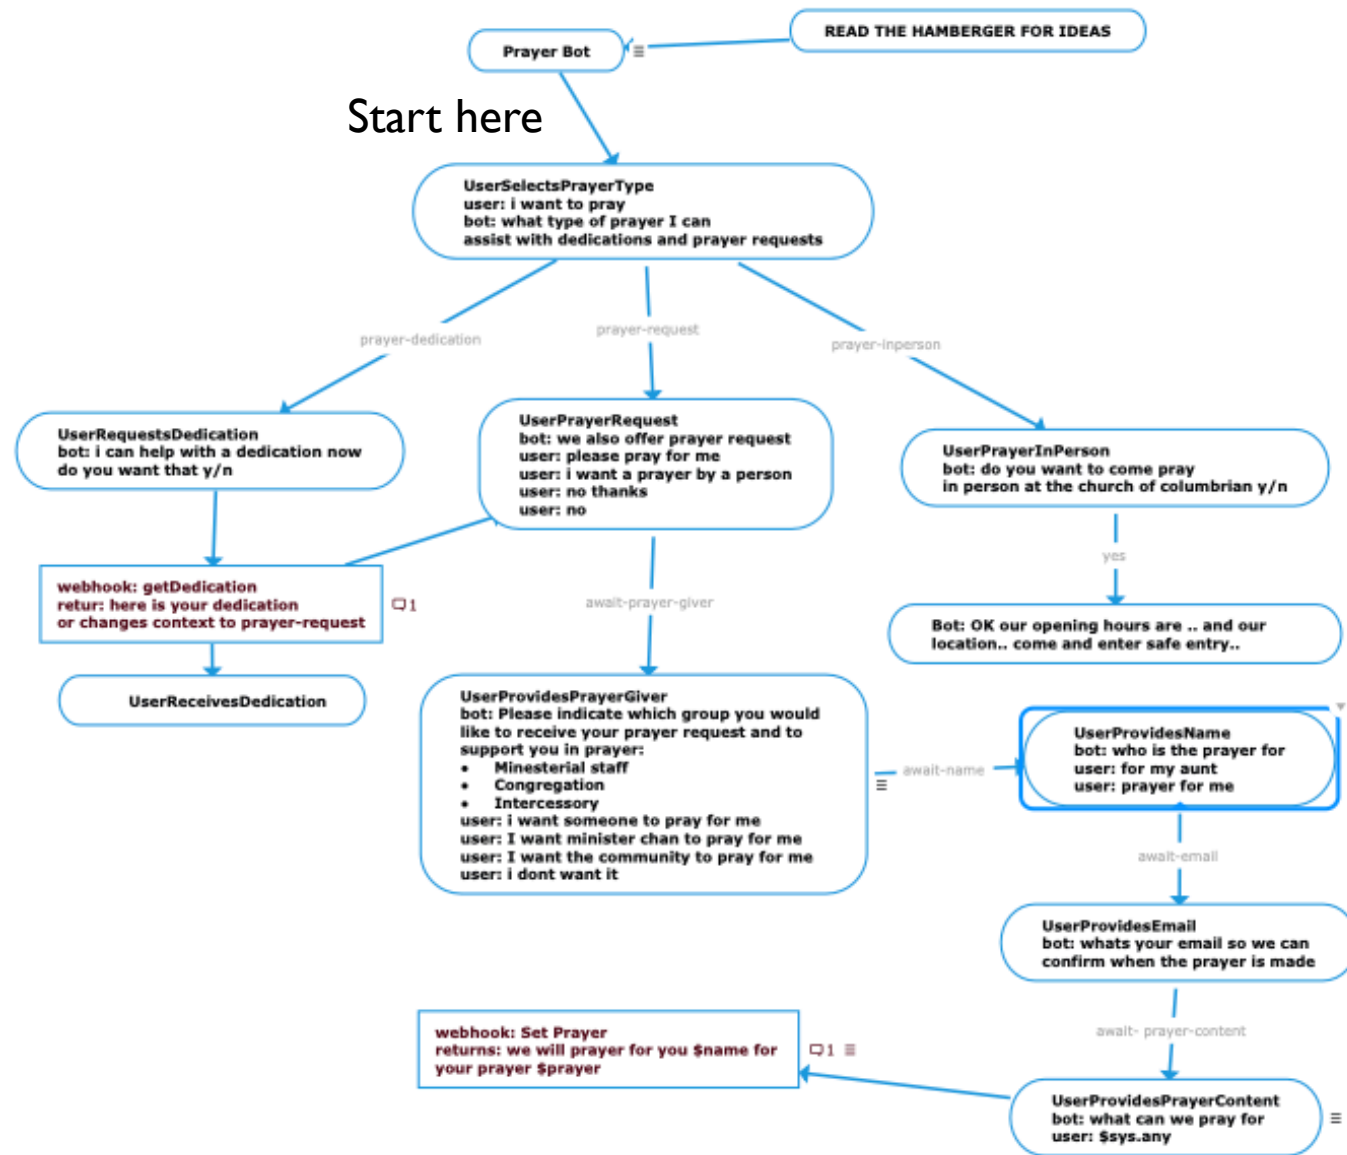 READ THE HAMBERGER FOR IDEAS
Prayer Bot
Start here
UserSelectsPrayerType
user: i want to pray
bot: what type of prayer I can
assist with dedications and prayer requests
prayer-dedication
prayer-request
prayer-inperson
UserRequestsDedication
bot: i can help with a dedication now
do you want that y/n
UserPrayerRequest
bot: we also offer prayer request
user: please pray for me
user: i want a prayer by a person
user: no thanks
user: no
UserPrayerInPerson
bot: do you want to come pray
in person at the church of columbrian y/n
yes
webhook: getDedication
retur: here is your dedication
or changes context to prayer-request
1
await-prayer-giver
Bot: OK our opening hours are .. and our
location.. come and enter safe entry..
UserReceivesDedication
UserProvidesPrayerGiver
bot: Please indicate which group you would
like to receive your prayer request and to
support you in prayer:
• Minesterial staff
• Congregation
• Intercessory
user: i want someone to pray for me
user: I want minister chan to pray for me
user: I want the community to pray for me
user: i dont want it
await-name
UserProvidesName
bot: who is the prayer for
user: for my aunt
user: prayer for me
await-email
UserProvidesEmail
bot: whats your email so we can
confirm when the prayer is made
await- prayer-content
webhook: Set Prayer
returns: we will prayer for you $name for
your prayer $prayer
1
UserProvidesPrayerContent
bot: what can we pray for
user: $sys.any